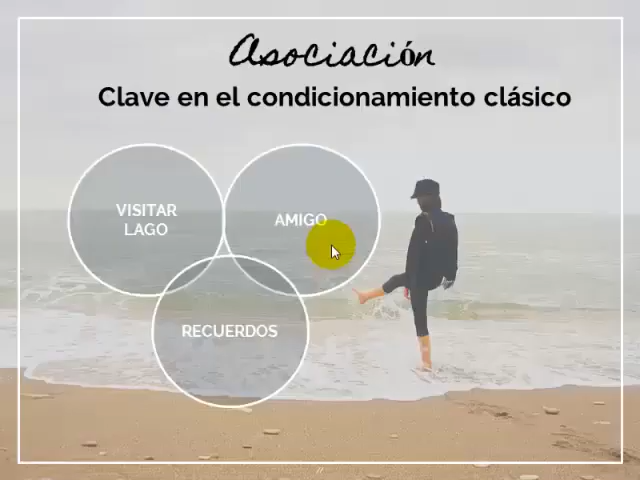 Asociación
Clave en el condicionamiento clásico
VISITAR
LAGO
AMIGO
RECUERDOS